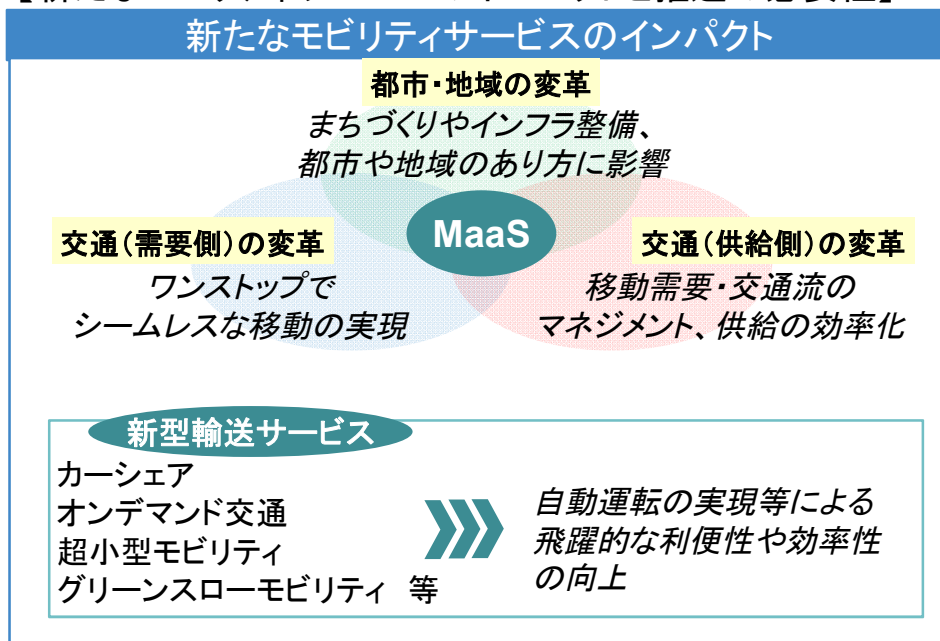 新たなモビリティサービスのインパクト
都市・地域の変革
まちづくりやインフラ整備、
都市や地域のあり方に影響
MaaS
交通(需要側)の変革
ワンストップで
シームレスな移動の実現
交通(供給側)の変革
移動需要・交通流の
マネジメント、供給の効率化
新型輸送サービス
カーシェア
オンデマンド交通
超小型モビリティ
グリーンスローモビリティ 等
自動運転の実現等による
飛躍的な利便性や効率性
の向上